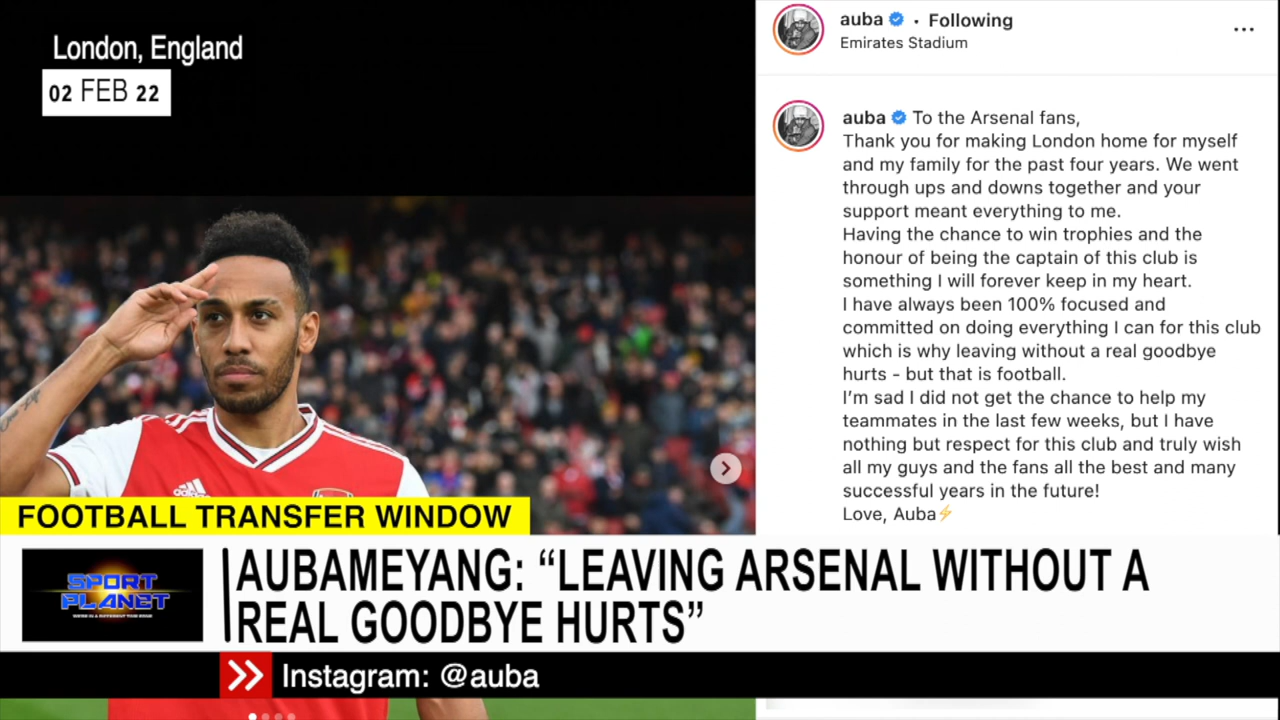 London, England
02 FEB 22
auba • Following
Emirates Stadium
auba To the Arsenal fans,
Thank you for making London home for myself
and my family for the past four years. We went
through ups and downs together and your
support meant everything to me.
Having the chance to win trophies and the
honour of being the captain of this club is
something I will forever keep in my heart.
I have always been 100% focused and
committed on doing everything I can for this club
which is why leaving without a real goodbye
hurts - but that is football.
I’m sad I did not get the chance to help my
teammates in the last few weeks, but I have
nothing but respect for this club and truly wish
all my guys and the fans all the best and many
successful years in the future!
Love, Auba⚡
FOOTBALL TRANSFER WINDOW
SPORT
PLANET
AUBAMEYANG: “LEAVING ARSENAL WITHOUT A
REAL GOODBYE HURTS”
Instagram: @auba